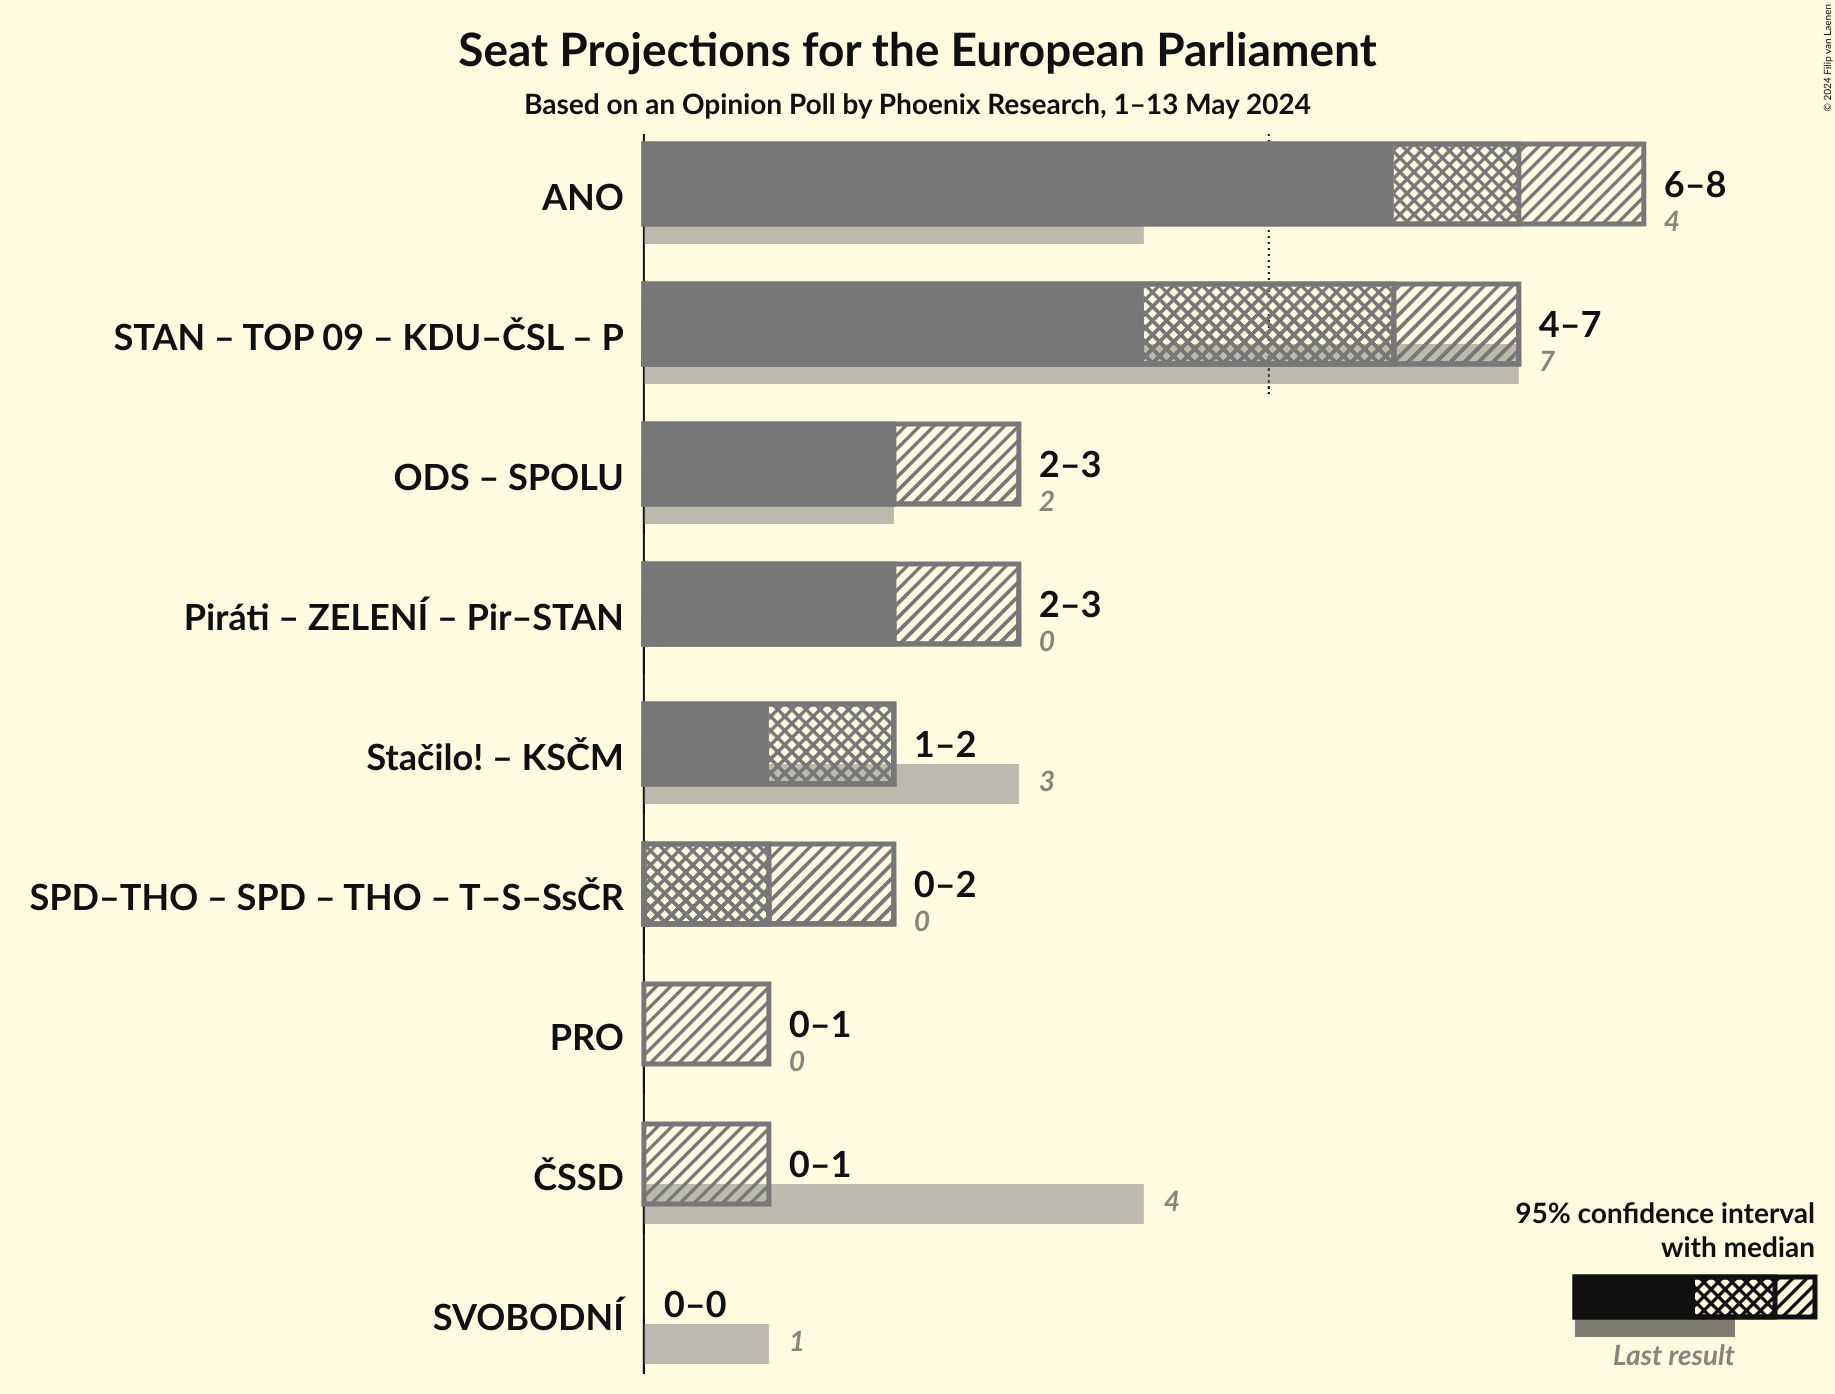 Seat Projections for the European Parliament
Based on an Opinion Poll by Phoenix Research, 1–13 May 2024
© 2024 Filip van Laenen
ANO
6–8
4
STAN – TOP 09 – KDU–ČSL – P
4–7
7
ODS – SPOLU
2–3
2
Piráti – ZELENÍ – Pir–STAN
2–3
0
Stačilo! – KSČM
1–2
3
SPD–THO – SPD – THO – T–S–SsČR
0–2
0
PRO
0–1
0
ČSSD
0–1
4
SVOBODNÍ
0–0
1
95% confidence interval
with median
Last result